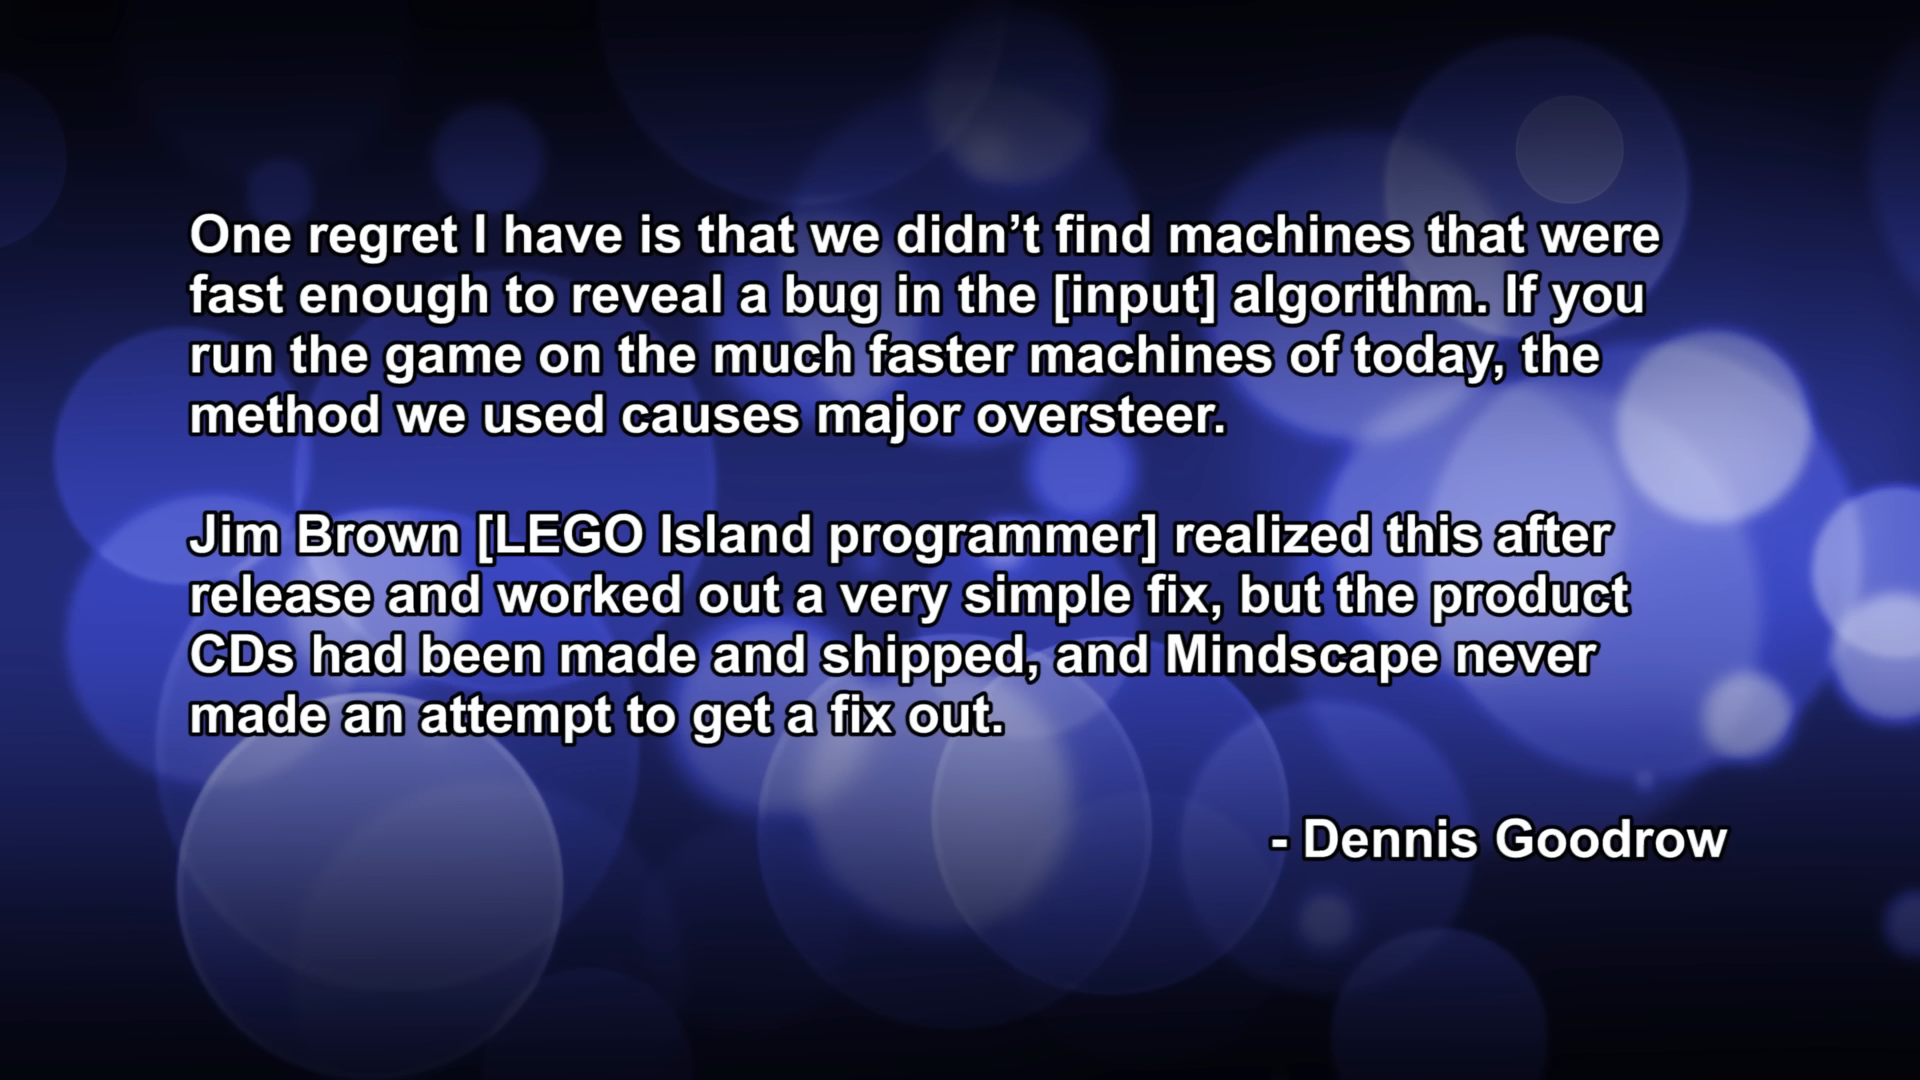 One regret I have is that we didn’t find machines that were
fast enough to reveal a bug in the [input] algorithm. If you
run the game on the much faster machines of today, the
method we used causes major oversteer.
Jim Brown [LEGO Island programmer] realized this after
release and worked out a very simple fix, but the product
CDs had been made and shipped, and Mindscape never
made an attempt to get a fix out.
- Dennis Goodrow